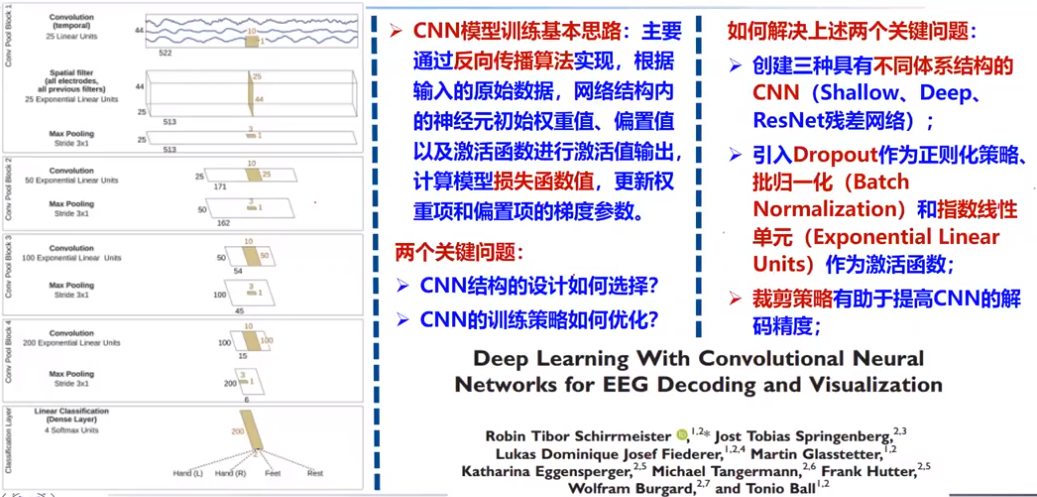 Conv Pool Block 1
Convolution
(temporal)
25 Linear Units
44
10
1
522
Spatial filter
(all electrodes,
all previous filters)
25 Exponential Linear Units
44
25
25
44
513
Max Pooling
Stride 3x1
3
1
513
Conv Pool Block 2
Convolution
50 Exponential Linear Units
10
25
25
171
Max Pooling
Stride 3x1
50
3
1
162
Conv Pool Block 3
Convolution
100 Exponential Linear Units
10
50
50
54
Max Pooling
Stride 3x1
100
3
1
45
Conv Pool Block 4
Convolution
200 Exponential Linear Units
10
100
100
15
Max Pooling
Stride 3x1
200
3
1
6
Classification Layer
Linear Classification
(Dense Layer)
4 Softmax Units
200
2
Hand (L) Hand (R) Feet Rest
➢ CNN模型训练基本思路：主要
通过反向传播算法实现，根据
输入的原始数据，网络结构内
的神经元初始权重值、偏置值
以及激活函数进行激活值输出，
计算模型损失函数值，更新权
重项和偏置项的梯度参数。
两个关键问题：
➢ CNN结构的设计如何选择？
➢ CNN的训练策略如何优化？
如何解决上述两个关键问题：
➢ 创建三种具有不同体系结构的
CNN（Shallow、Deep、
ResNet残差网络）；
➢ 引入Dropout作为正则化策略、
批归一化（Batch
Normalization）和指数线性
单元（Exponential Linear
Units）作为激活函数；
➢ 裁剪策略有助于提高CNN的解
码精度；
Deep Learning With Convolutional Neural
Networks for EEG Decoding and Visualization
Robin Tibor Schirrmeister iD,1,2* Jost Tobias Springenberg,2,3
Lukas Dominique Josef Fiederer,1,2,4 Martin Glasstetter,1,2
Katharina Eggensperger,2,5 Michael Tangermann,2,6 Frank Hutter,2,5
Wolfram Burgard,2,7 and Tonio Ball1,2